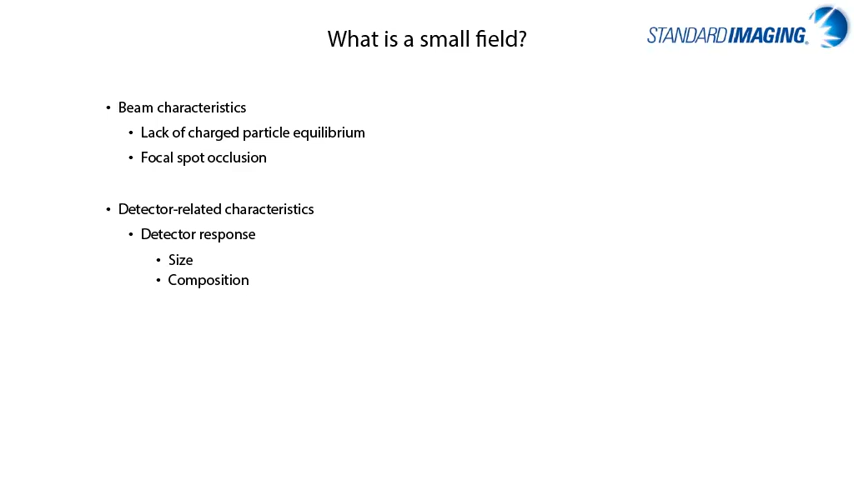 What is a small field?
STANDARD IMAGING®
• Beam characteristics
• Lack of charged particle equilibrium
• Focal spot occlusion
• Detector-related characteristics
• Detector response
• Size
• Composition